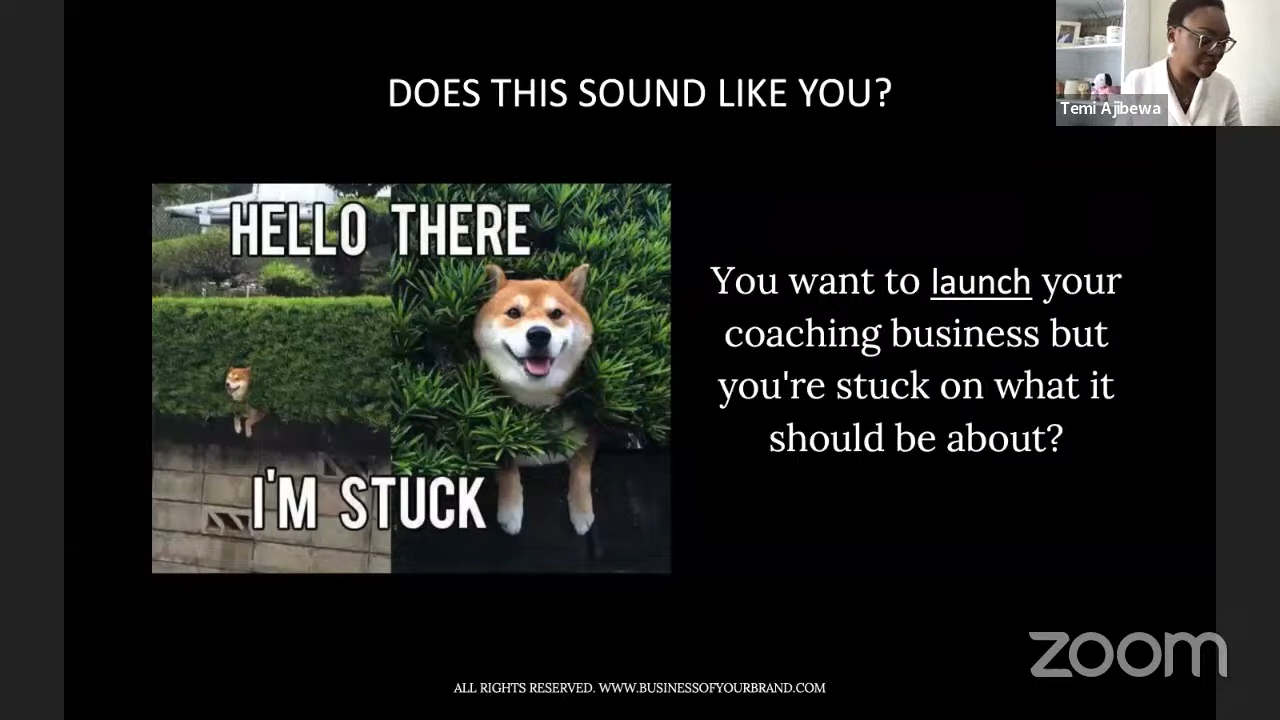 DOES THIS SOUND LIKE YOU?
Temi Ajibewa
HELLO THERE
I'M STUCK
You want to launch your
coaching business but
you're stuck on what it
should be about?
zoom
ALL RIGHTS RESERVED. WWW.BUSINESSOFYOURBRAND.COM